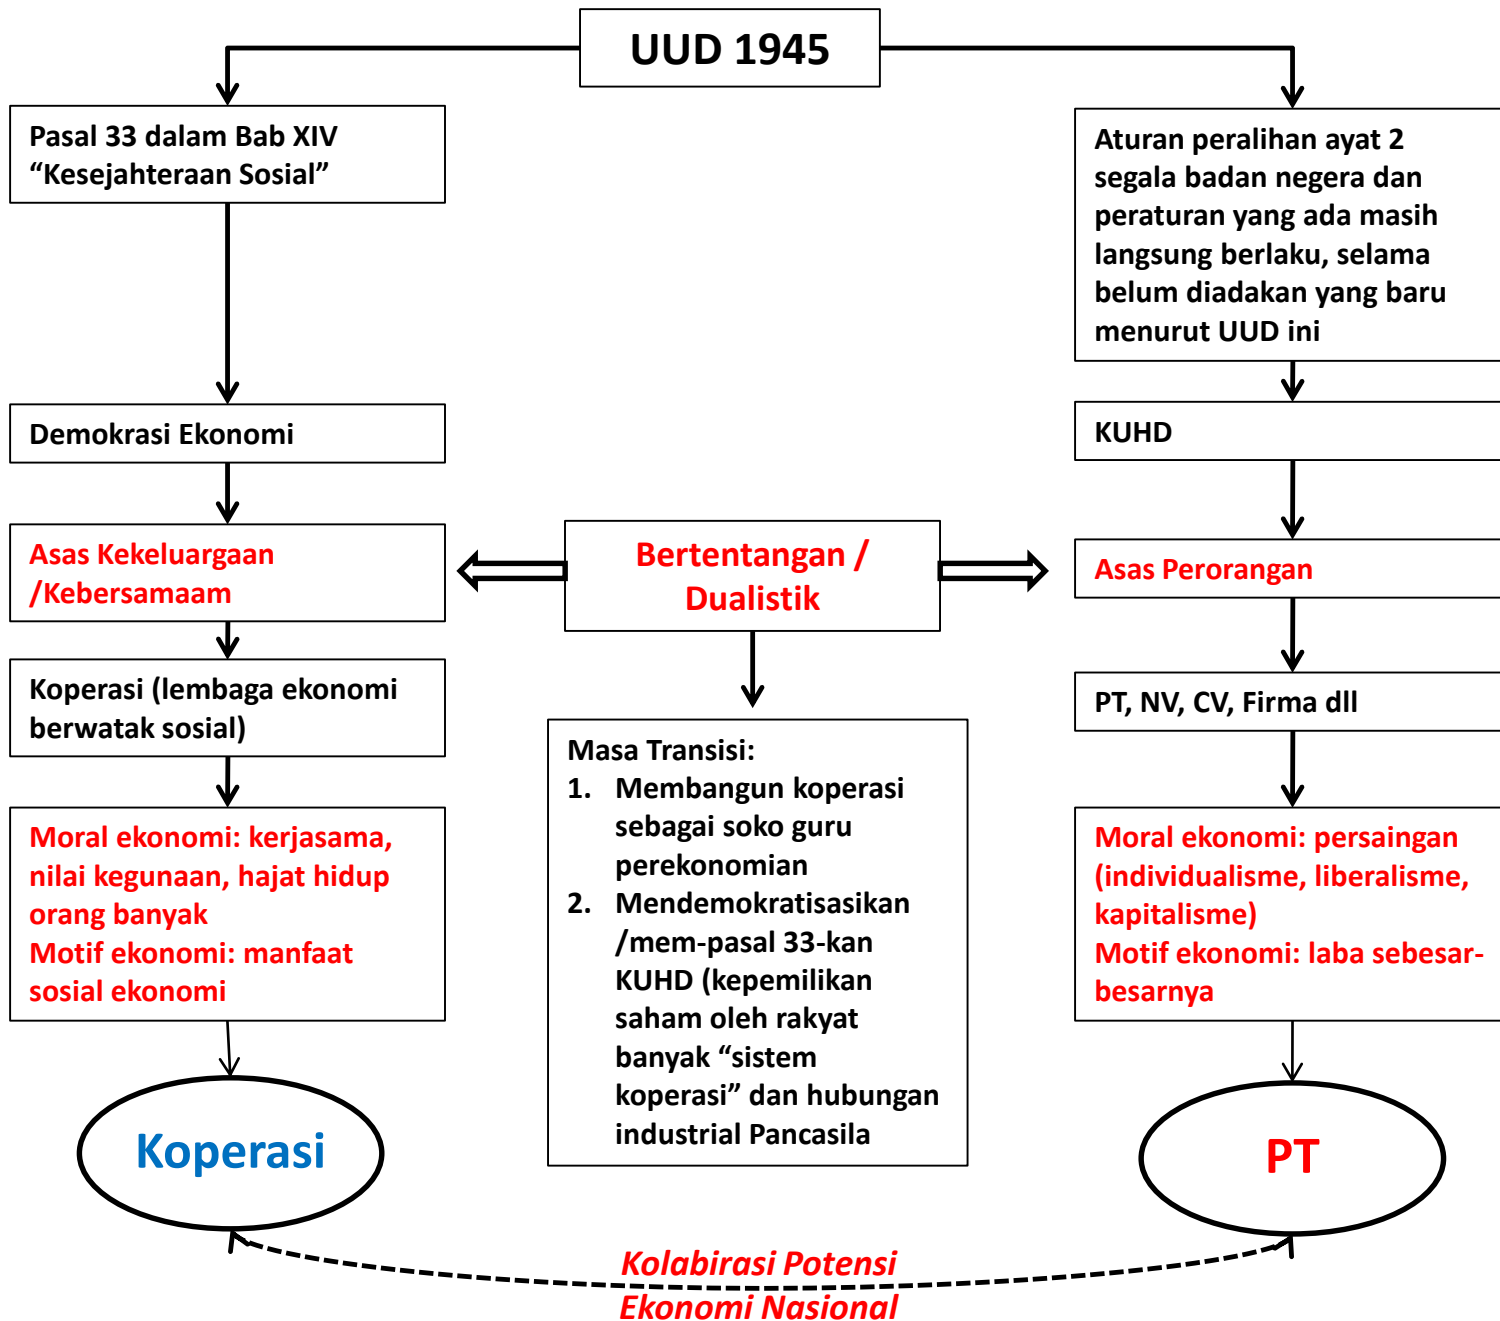 UUD 1945
Pasal 33 dalam Bab XIV
“Kesejahteraan Sosial”
Demokrasi Ekonomi
Asas Kekeluargaan
/Kebersamaam
Koperasi (lembaga ekonomi
berwatak sosial)
Moral ekonomi: kerjasama,
nilai kegunaan, hajat hidup
orang banyak
Motif ekonomi: manfaat
sosial ekonomi
Koperasi
Bertentangan /
Dualistik
Masa Transisi:
1. Membangun koperasi
sebagai soko guru
perekonomian
2. Mendemokratisasikan
/mem-pasal 33-kan
KUHD (kepemilikan
saham oleh rakyat
banyak “sistem
koperasi” dan hubungan
industrial Pancasila
Aturan peralihan ayat 2
segala badan negera dan
peraturan yang ada masih
langsung berlaku, selama
belum diadakan yang baru
menurut UUD ini
KUHD
Asas Perorangan
PT, NV, CV, Firma dll
Moral ekonomi: persaingan
(individualisme, liberalisme,
kapitalisme)
Motif ekonomi: laba sebesar-
besarnya
PT
Kolabirasi Potensi
Ekonomi Nasional